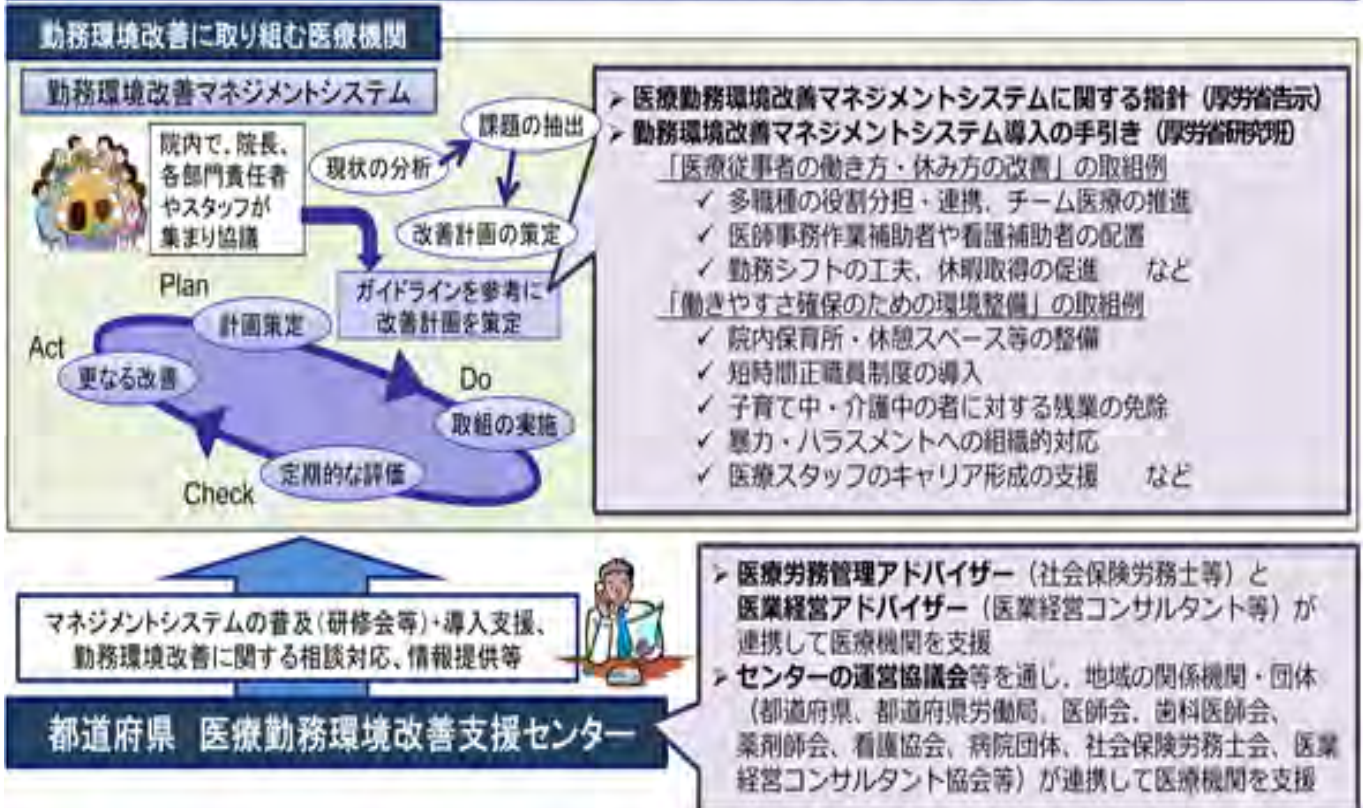 勤務環境改善に取り組む医療機関
勤務環境改善マネジメントシステム
院内で、院長、
各部門責任者
やスタッフが
集まり協議
現状の分析
課題の抽出
改善計画の策定
ガイドラインを参考に
改善計画を策定
Plan
計画策定
Act
更なる改善
Do
取組の実施
定期的な評価
Check
➢ 医療勤務環境改善マネジメントシステムに関する指針（厚労省告示）
➢ 勤務環境改善マネジメントシステム導入の手引き（厚労省研究班）
「医療従事者の働き方・休み方の改善」の取組例
✓ 多職種の役割分担・連携、チーム医療の推進
✓ 医師事務作業補助者や看護補助者の配置
✓ 勤務シフトの工夫、休暇取得の促進　など
「働きやすさ確保のための環境整備」の取組例
✓ 院内保育所・休憩スペース等の整備
✓ 短時間正職員制度の導入
✓ 子育て中・介護中の者に対する残業の免除
✓ 暴力・ハラスメントへの組織的対応
✓ 医療スタッフのキャリア形成の支援　など
マネジメントシステムの普及（研修会等）・導入支援、
勤務環境改善に関する相談対応、情報提供等
都道府県 医療勤務環境改善支援センター
➢ 医療労務管理アドバイザー（社会保険労務士等）と
医業経営アドバイザー（医業経営コンサルタント等）が
連携して医療機関を支援
➢ センターの運営協議会等を通じ、地域の関係機関・団体
（都道府県、都道府県労働局、医師会、歯科医師会、
薬剤師会、看護協会、病院団体、社会保険労務士会、医業
経営コンサルタント協会等）が連携して医療機関を支援